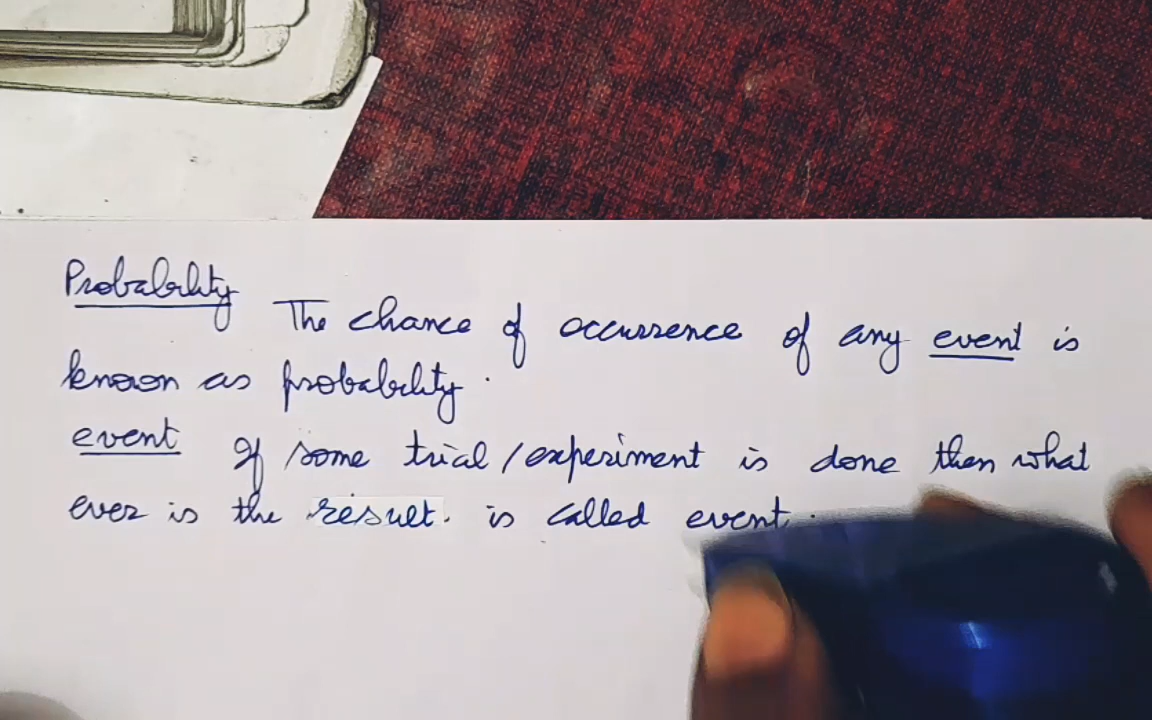 Probability The chance of occurrence of any event is
known as probability.
event If some trial/experiment is done then what
ever is the result. is called event.